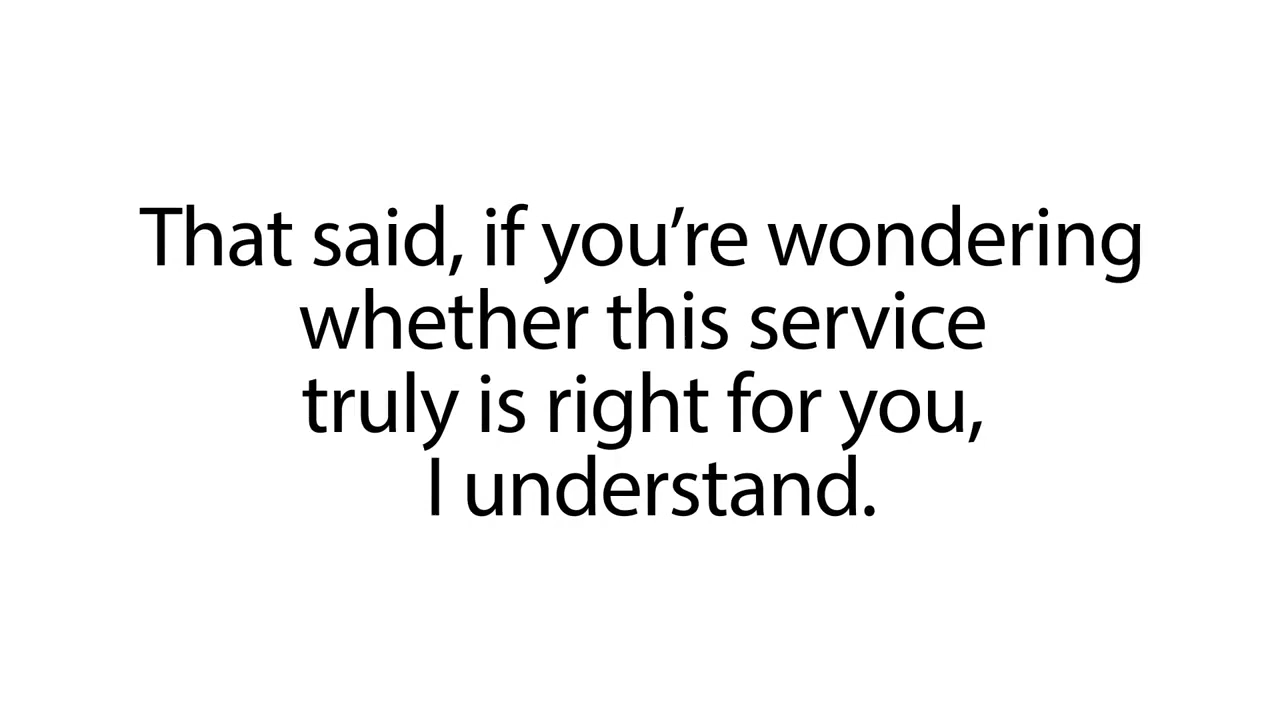 That said, if you’re wondering
whether this service
truly is right for you,
I understand.